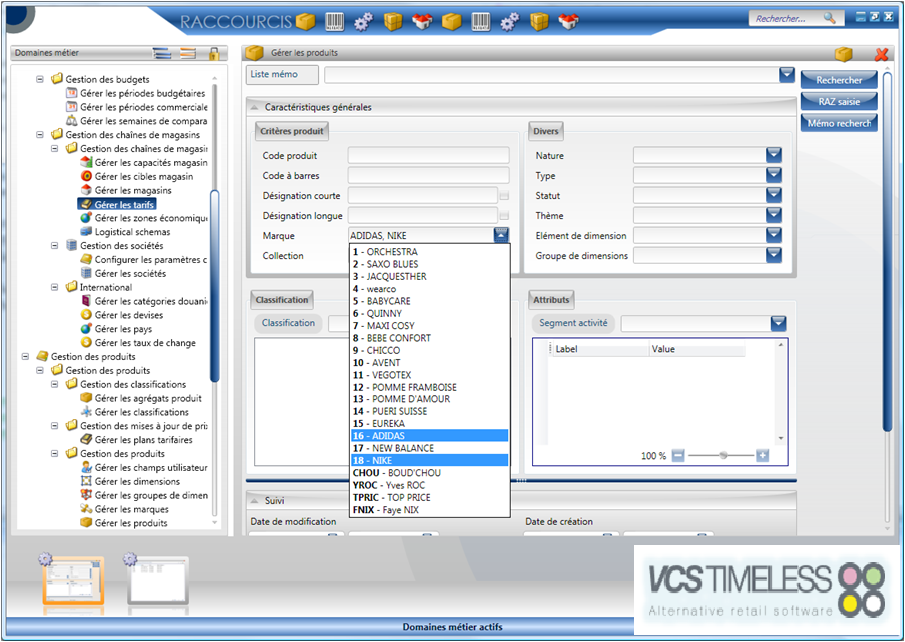 RACCOURCIS
Rechercher...
Domaines métier
Gestion des budgets
Gérer les périodes budgétaires
Gérer les périodes commerciale
Gérer les semaines de compara
Gestion des chaînes de magasins
Gestion des chaînes de magasin
Gérer les capacités magasin
Gérer les cibles magasin
Gérer les magasins
Gérer les tarifs
Gérer les zones économique
Logistical schemas
Gestion des sociétés
Configurer les paramètres c
Gérer les sociétés
International
Gérer les catégories douani
Gérer les devises
Gérer les pays
Gérer les taux de change
Gestion des produits
Gestion des produits
Gestion des classifications
Gérer les agrégats produit
Gérer les classifications
Gestion des mises à jour de prix
Gérer les plans tarifaires
Gestion des produits
Gérer les champs utilisateur
Gérer les dimensions
Gérer les groupes de dimen
Gérer les marques
Gérer les produits
Gérer les produits
Liste mémo
Rechercher
RAZ saisie
Mémo recherch
Caractéristiques générales
Critères produit
Code produit
Code à barres
Désignation courte
Désignation longue
Marque
ADIDAS, NIKE
Collection
1 - ORCHESTRA
2 - SAXO BLUES
3 - JACQUESTHER
4 - wearco
5 - BABYCARE
6 - QUINNY
7 - MAXI COSY
8 - BEBE CONFORT
9 - CHICCO
10 - AVENT
11 - VEGOTEX
12 - POMME FRAMBOISE
13 - POMME D'AMOUR
14 - PUERI SUISSE
15 - EUREKA
16 - ADIDAS
17 - NEW BALANCE
18 - NIKE
CHOU - BOUD'CHOU
YROC - Yves ROC
TPRIC - TOP PRICE
FNIX - Faye NIX
Divers
Nature
Type
Statut
Thème
Elément de dimension
Groupe de dimensions
Classification
Classification
Attributs
Segment activité
Label Value
100 %
Suivi
Date de modification
Date de création
VCSTIMELESS
Alternative retail software
Domaines métier actifs